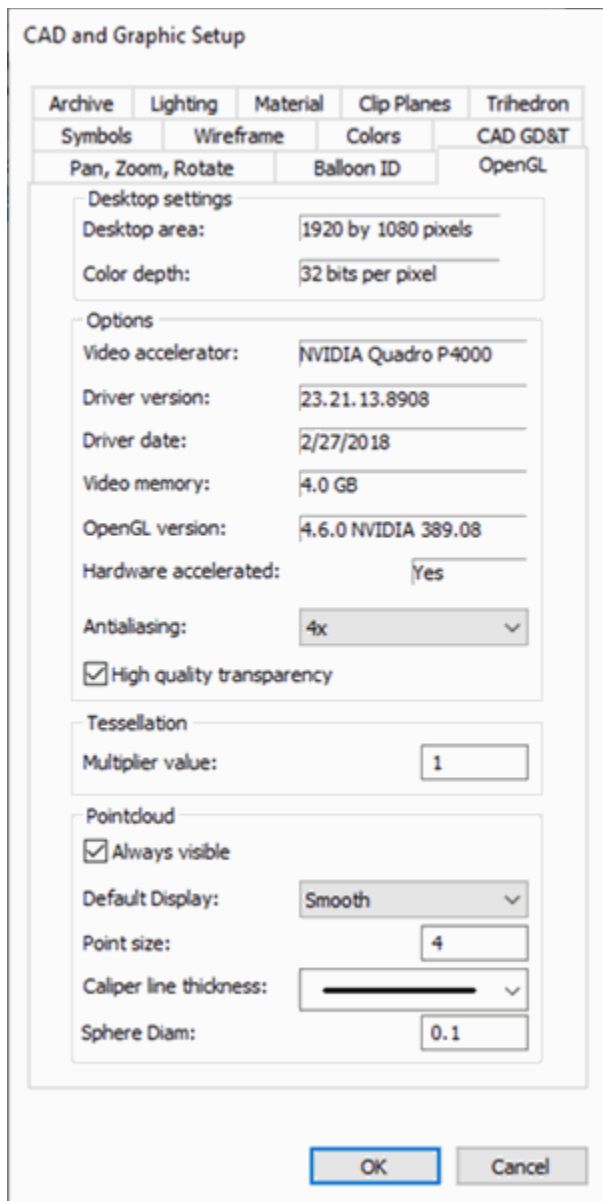 CAD and Graphic Setup
Archive Lighting Material Clip Planes Trihedron
Symbols Wireframe Colors CAD GD&T
Pan, Zoom, Rotate Balloon ID OpenGL
Desktop settings
Desktop area: 1920 by 1080 pixels
Color depth: 32 bits per pixel
Options
Video accelerator: NVIDIA Quadro P4000
Driver version: 23.21.13.8908
Driver date: 2/27/2018
Video memory: 4.0 GB
OpenGL version: 4.6.0 NVIDIA 389.08
Hardware accelerated: Yes
Antialiasing: 4x
High quality transparency
Tessellation
Multiplier value: 1
Pointcloud
Always visible
Default Display: Smooth
Point size: 4
Caliper line thickness:
Sphere Diam: 0.1
OK Cancel